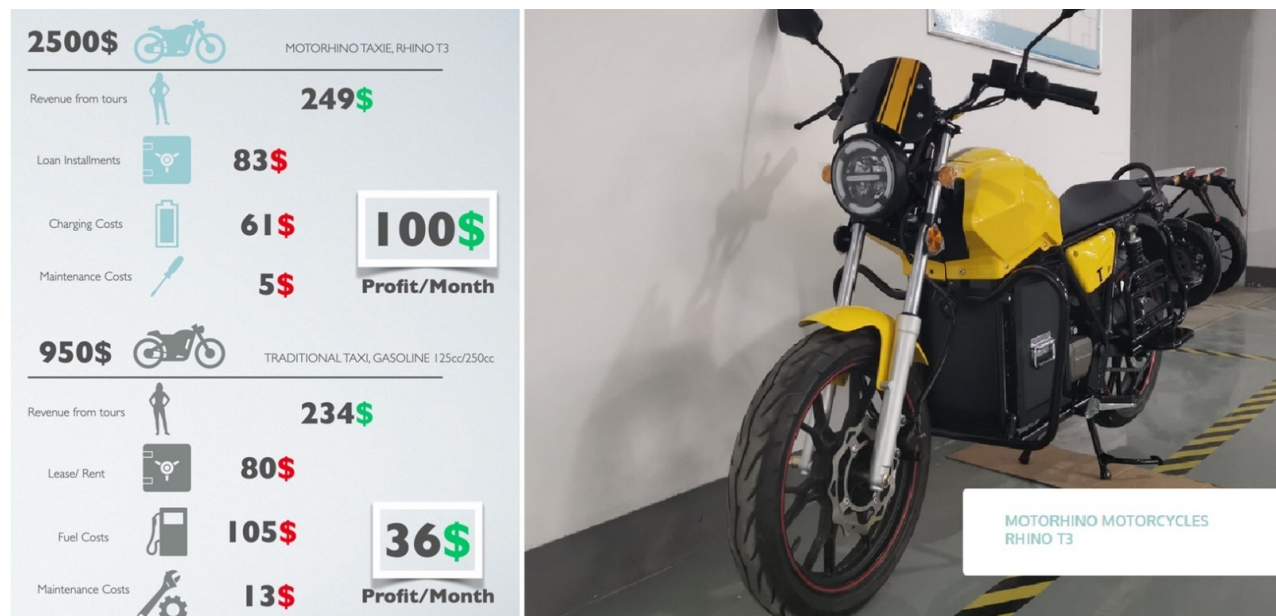 2500$
MOTORHINO TAXIE, RHINO T3
Revenue from tours
249$
Loan Installments
83$
Charging Costs
61$
Maintenance Costs
5$
100$
Profit/Month
950$
TRADITIONAL TAXI, GASOLINE 125cc/250cc
Revenue from tours
234$
Lease/ Rent
80$
Fuel Costs
105$
Maintenance Costs
13$
36$
Profit/Month
T
MOTORHINO MOTORCYCLES
RHINO T3